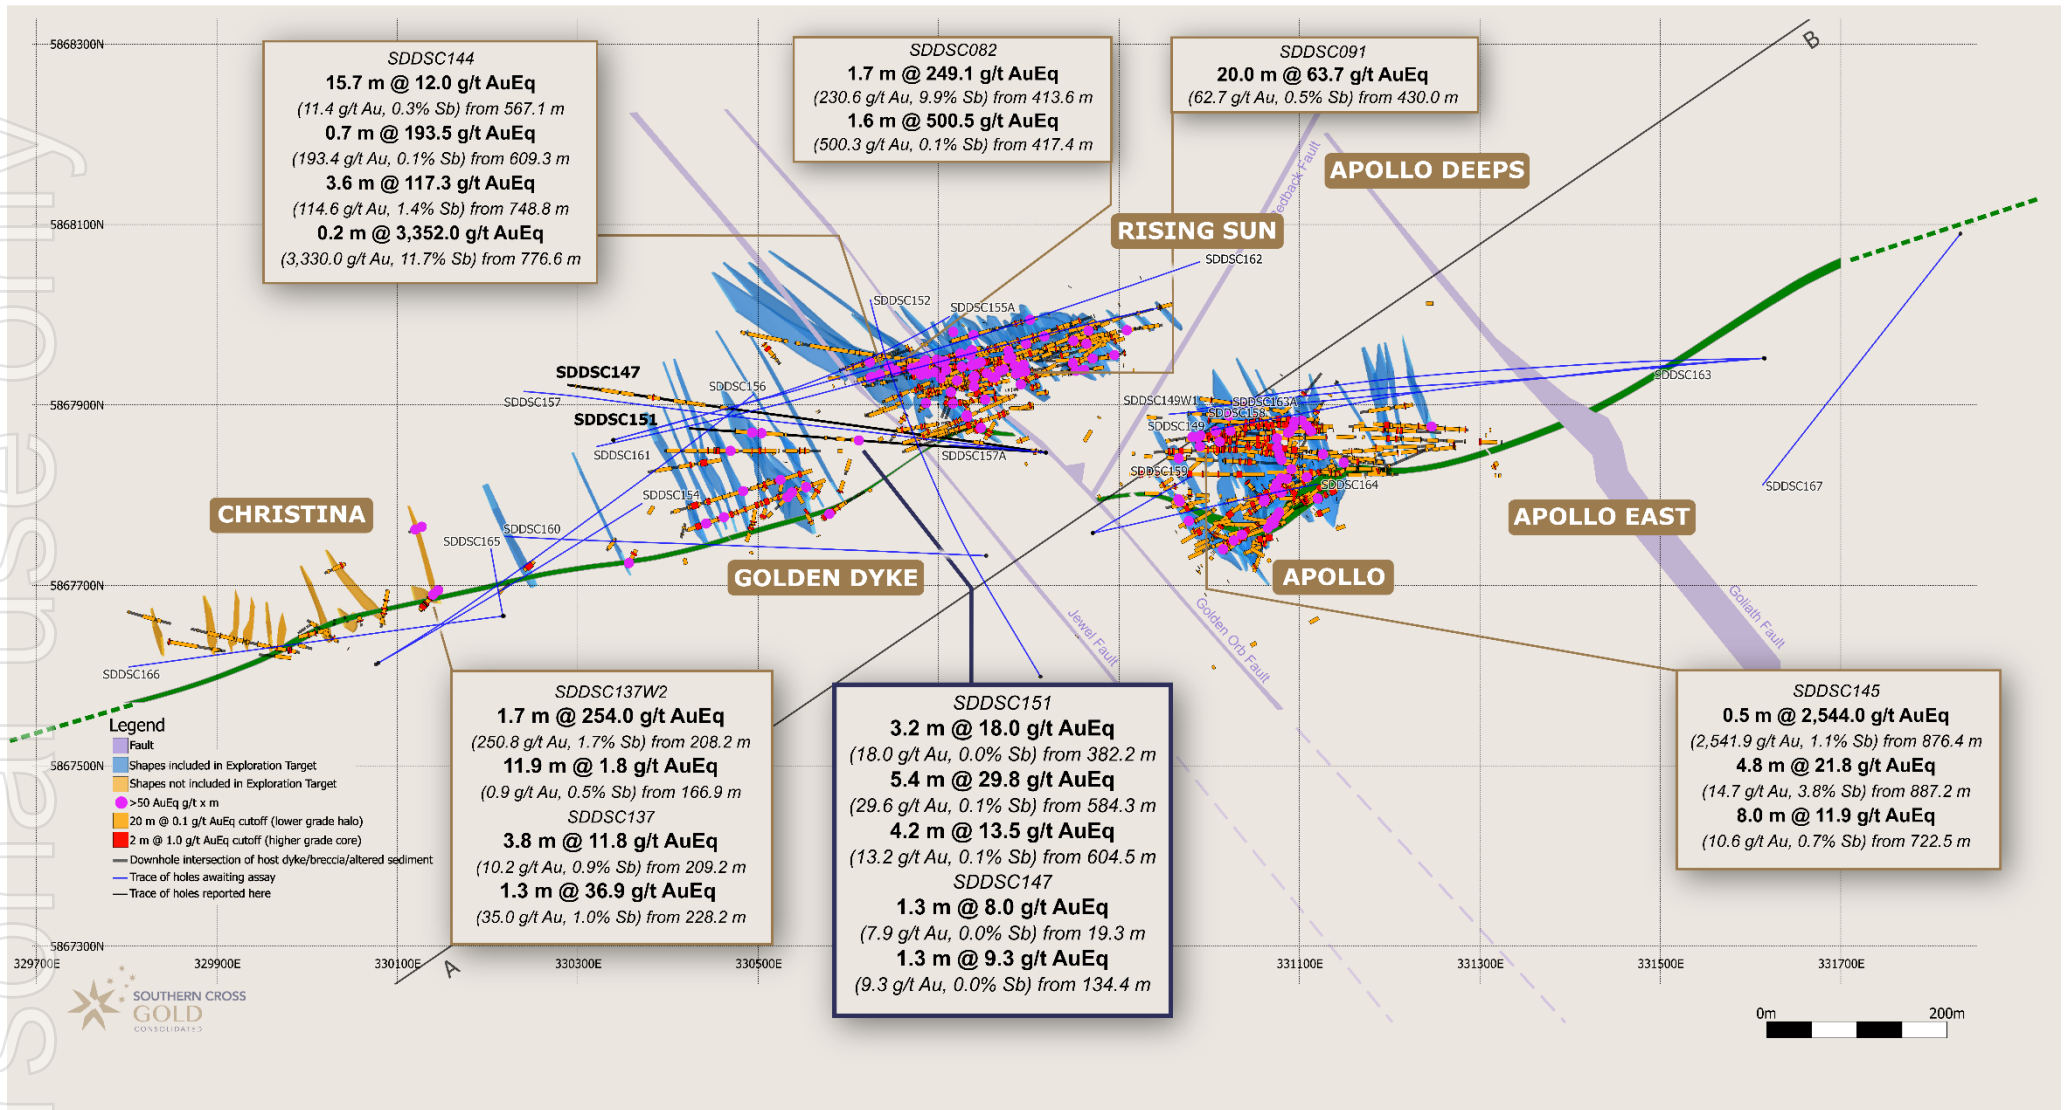 5868300N
5868100N
5867900N
5867700N
5867500N
5867300N
329700E
329900E
330100E
330300E
330500E
331100E
331300E
331500E
331700E
SDDSC144
15.7 m @ 12.0 g/t AuEq
(11.4 g/t Au, 0.3% Sb) from 567.1 m
0.7 m @ 193.5 g/t AuEq
(193.4 g/t Au, 0.1% Sb) from 609.3 m
3.6 m @ 117.3 g/t AuEq
(114.6 g/t Au, 1.4% Sb) from 748.8 m
0.2 m @ 3,352.0 g/t AuEq
(3,330.0 g/t Au, 11.7% Sb) from 776.6 m
SDDSC082
1.7 m @ 249.1 g/t AuEq
(230.6 g/t Au, 9.9% Sb) from 413.6 m
1.6 m @ 500.5 g/t AuEq
(500.3 g/t Au, 0.1% Sb) from 417.4 m
SDDSC091
20.0 m @ 63.7 g/t AuEq
(62.7 g/t Au, 0.5% Sb) from 430.0 m
B
APOLLO DEEPS
RISING SUN
SDDSC162
SDDSC152
SDDSC155A
SDDSC147
SDDSC156
SDDSC157
SDDSC151
SDDSC161
SDDSC157A
SDDSC154
SDDSC160
SDDSC165
SDDSC166
SDDSC149W1
SDDSC163A
SDDSC158
SDDSC149
SDDSC159
SDDSC164
SDDSC163
SDDSC167
CHRISTINA
GOLDEN DYKE
APOLLO
APOLLO EAST
Jewel Fault
Golden Orb Fault
Goliath Fault
Legend
Fault
Shapes included in Exploration Target
Shapes not included in Exploration Target
>50 AuEq g/t x m
20 m @ 0.1 g/t AuEq cutoff (lower grade halo)
2 m @ 1.0 g/t AuEq cutoff (higher grade core)
Downhole intersection of host dyke/breccia/altered sediment
Trace of holes awaiting assay
Trace of holes reported here
SDDSC137W2
1.7 m @ 254.0 g/t AuEq
(250.8 g/t Au, 1.7% Sb) from 208.2 m
11.9 m @ 1.8 g/t AuEq
(0.9 g/t Au, 0.5% Sb) from 166.9 m
SDDSC137
3.8 m @ 11.8 g/t AuEq
(10.2 g/t Au, 0.9% Sb) from 209.2 m
1.3 m @ 36.9 g/t AuEq
(35.0 g/t Au, 1.0% Sb) from 228.2 m
SDDSC151
3.2 m @ 18.0 g/t AuEq
(18.0 g/t Au, 0.0% Sb) from 382.2 m
5.4 m @ 29.8 g/t AuEq
(29.6 g/t Au, 0.1% Sb) from 584.3 m
4.2 m @ 13.5 g/t AuEq
(13.2 g/t Au, 0.1% Sb) from 604.5 m
SDDSC147
1.3 m @ 8.0 g/t AuEq
(7.9 g/t Au, 0.0% Sb) from 19.3 m
1.3 m @ 9.3 g/t AuEq
(9.3 g/t Au, 0.0% Sb) from 134.4 m
SDDSC145
0.5 m @ 2,544.0 g/t AuEq
(2,541.9 g/t Au, 1.1% Sb) from 876.4 m
4.8 m @ 21.8 g/t AuEq
(14.7 g/t Au, 3.8% Sb) from 887.2 m
8.0 m @ 11.9 g/t AuEq
(10.6 g/t Au, 0.7% Sb) from 722.5 m
A
SOUTHERN CROSS
GOLD
CONSOLIDATED
0m 200m